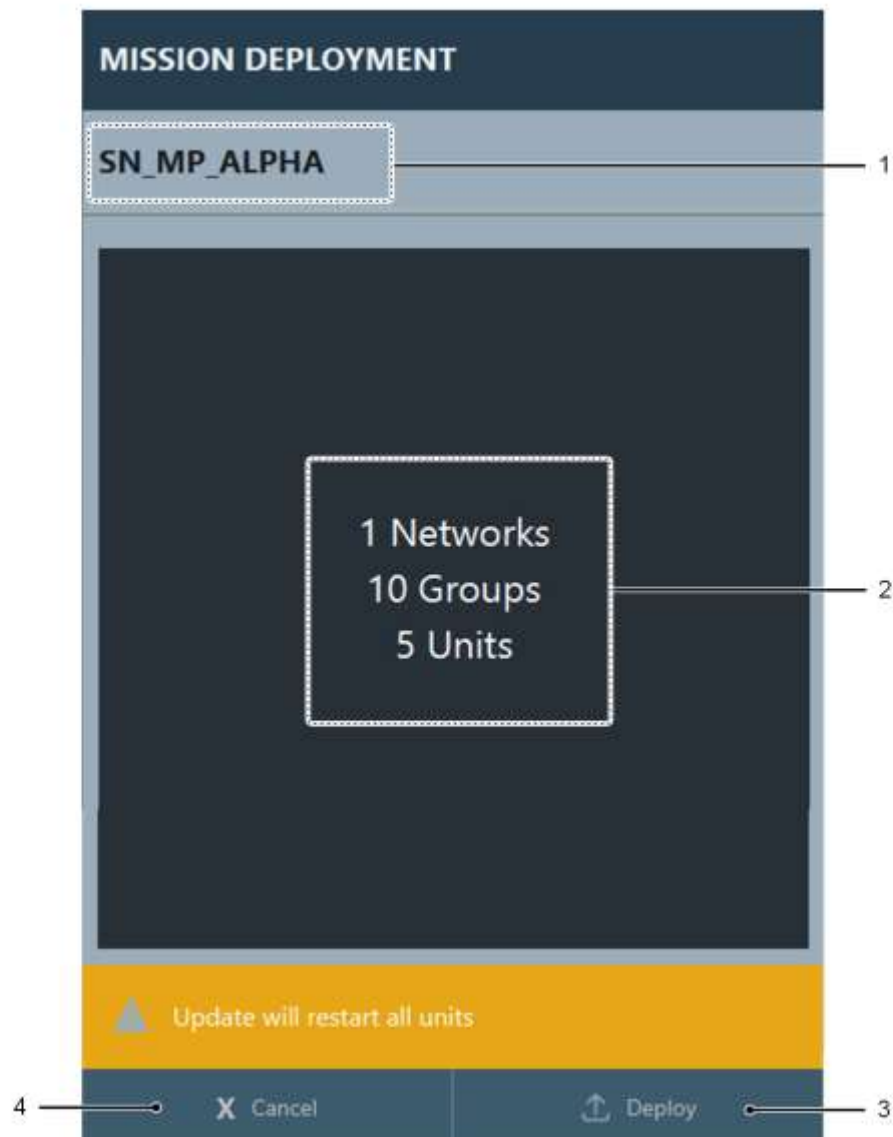 MISSION DEPLOYMENT
SN_MP_ALPHA
1
1 Networks
10 Groups
5 Units
2
Update will restart all units
4
X Cancel
Deploy
3